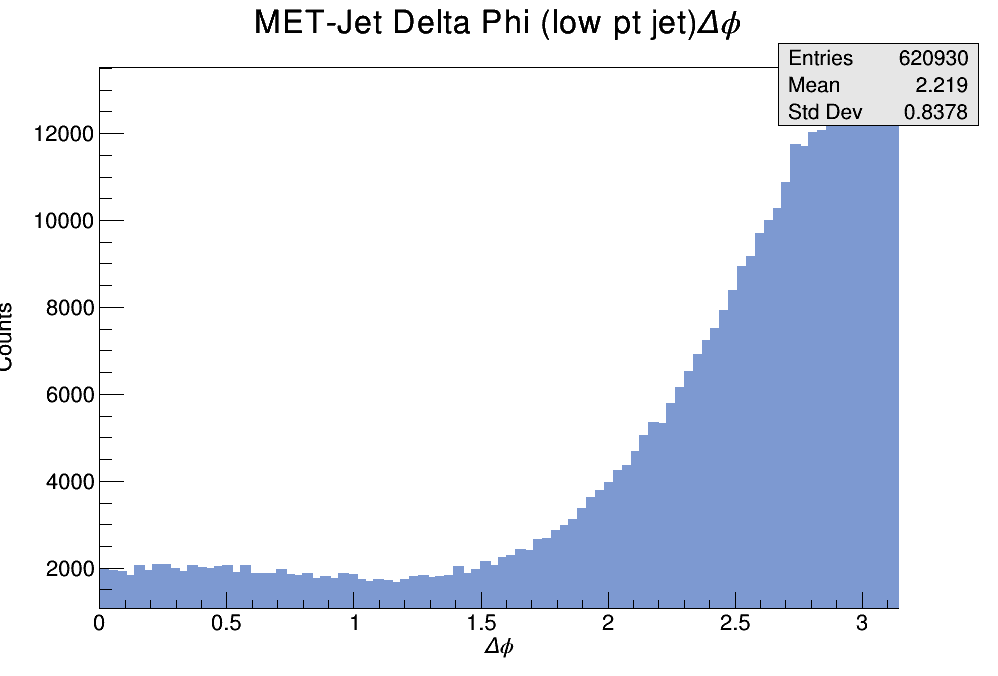 MET-Jet Delta Phi (low pt jet)Δϕ
Entries 620930
Mean 2.219
Std Dev 0.8378
12000
10000
8000
6000
4000
2000
Counts
0 0.5 1 1.5 2 2.5 3
Δϕ